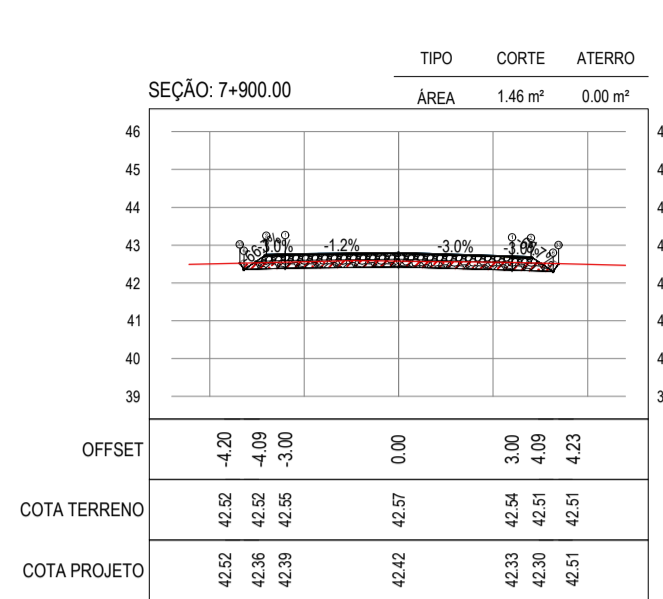 TIPO CORTE ATERRO
SEÇÃO: 7+900.00
ÁREA 1.46 m² 0.00 m²
46
45
44
43
42
41
40
39
-3.0% -1.2% -3.0%
OFFSET -4.20 -4.09 -3.00 0.00 3.00 4.09 4.23
COTA TERRENO 42.52 42.52 42.55 42.57 42.54 42.51 42.51
COTA PROJETO 42.52 42.36 42.39 42.42 42.33 42.30 42.51